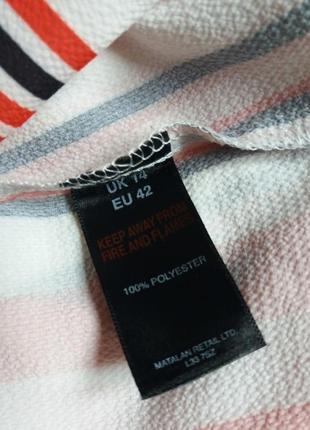 UK 14
EU 42
KEEP AWAY FROM
FIRE AND FLAMES
100% POLYESTER
MATALAN RETAIL LTD.
L33 7SZ